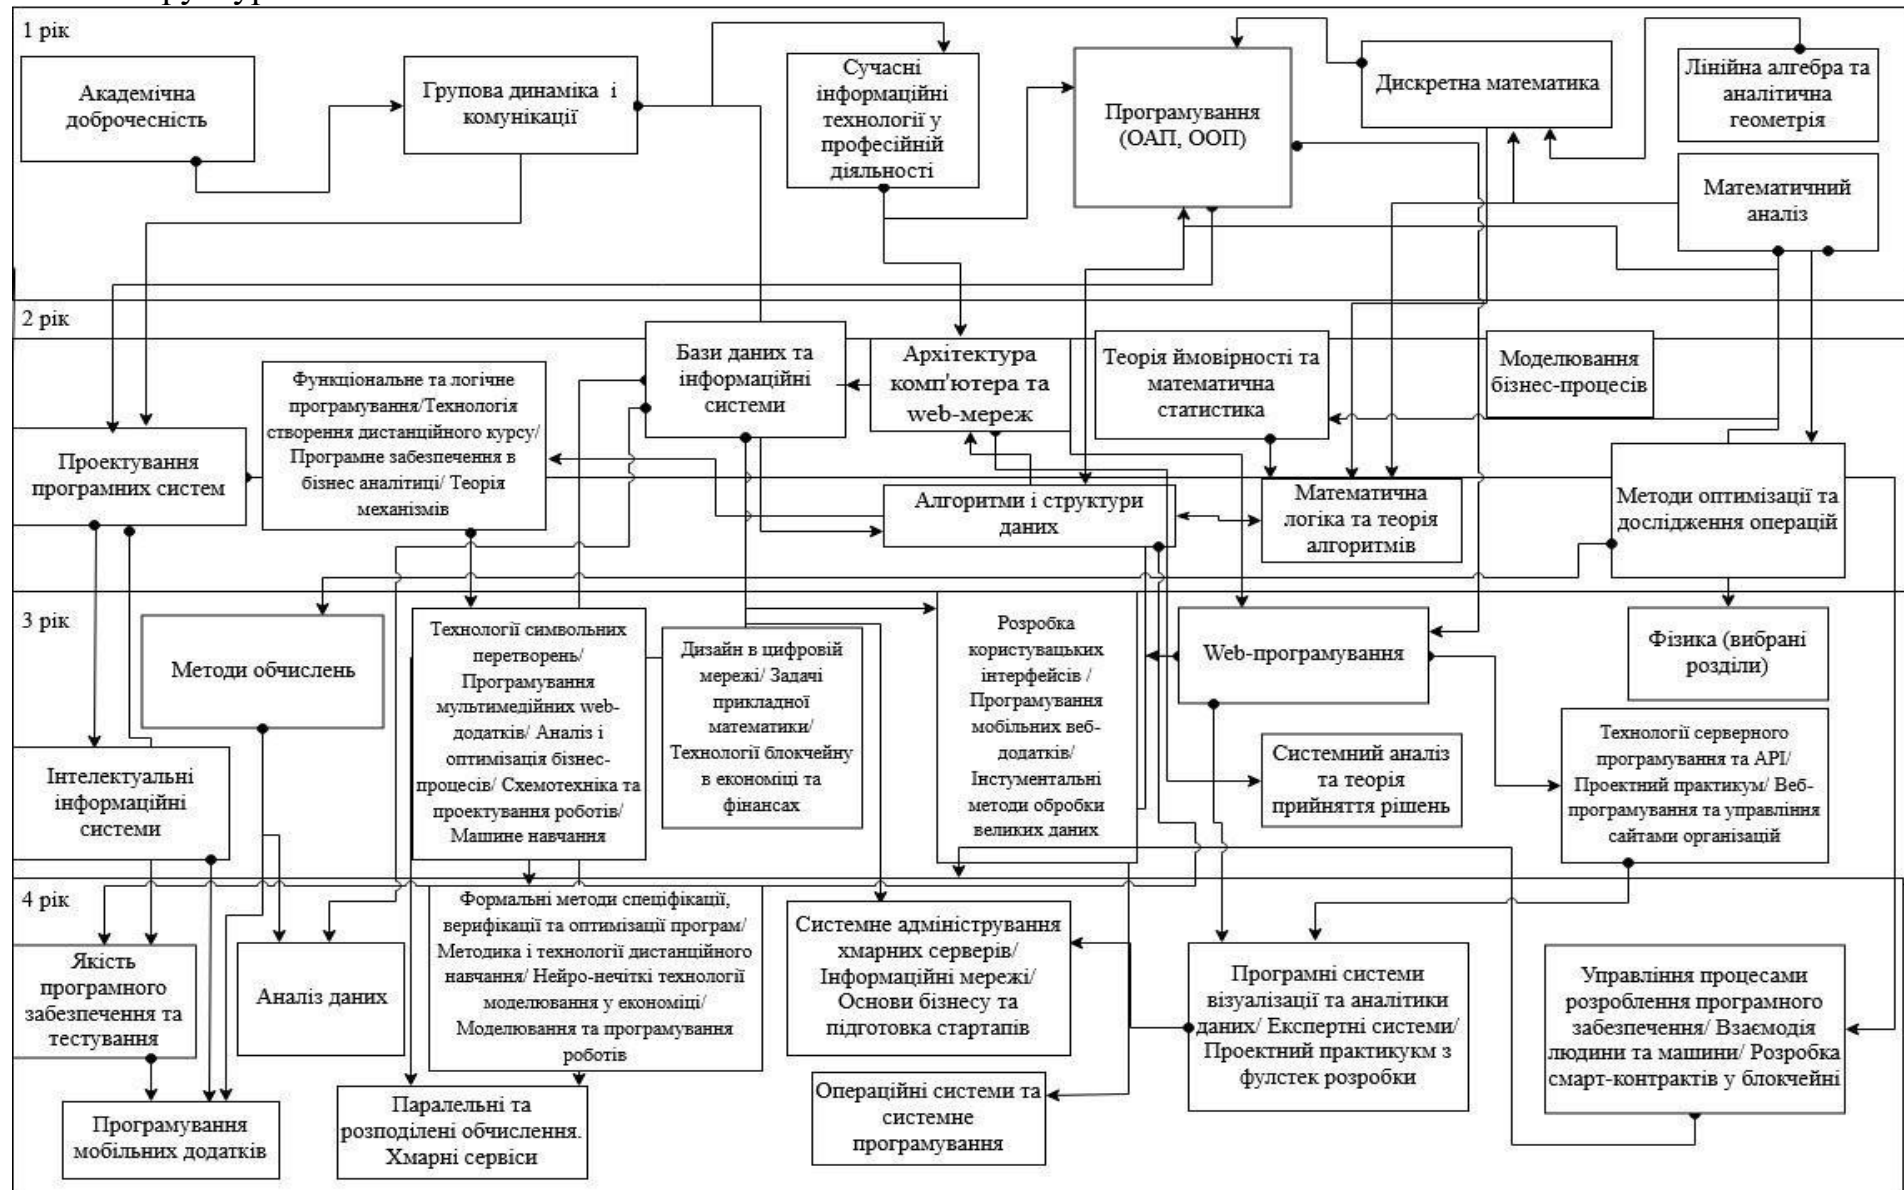 1 рік
Академічна
доброчесність
Групова динаміка і
комунікації
Сучасні
інформаційні
технології у
професійній
діяльності
Програмування
(ОАП, ООП)
Дискретна математика
Лінійна алгебра та
аналітична
геометрія
Математичний
аналіз
2 рік
Проектування
програмних систем
Функціональне та логічне
програмування/Технологія
створення дистанційного курсу/
Програмне забезпечення в
бізнес аналітиці/ Теорія
механізмів
Бази даних та
інформаційні
системи
Архітектура
комп'ютера та
web-мереж
Теорія ймовірності та
математична
статистика
Моделювання
бізнес-процесів
Алгоритми і структури
даних
Математична
логіка та теорія
алгоритмів
Методи оптимізації та
дослідження операцій
3 рік
Методи обчислень
Технології символьних
перетворень/
Програмування
мультимедійних web-
додатків/ Аналіз і
оптимізація бізнес-
процесів/ Схемотехніка та
проектування роботів/
Машине навчання
Дизайн в цифровій
мережі/ Задачі
прикладної
математики/
Технології блокчейну
в економіці та
фінансах
Розробка
користувацьких
інтерфейсів /
Програмування
мобільних веб-
додатків/
Інстументальні
методи обробки
великих даних
Web-програмування
Фізика (вибрані
розділи)
Інтелектуальні
інформаційні
системи
Системний аналіз
та теорія
прийняття рішень
Технології серверного
програмування та API/
Проектний практикум/ Веб-
програмування та управління
сайтами організацій
4 рік
Якість
програмного
забезпечення та
тестування
Аналіз даних
Формальні методи специфікації,
верифікації та оптимізації програм/
Методика і технології дистанційного
навчання/ Нейро-нечіткі технології
моделювання у економіці/
Моделювання та програмування
роботів
Системне адміністрування
хмарних серверів/
Інформаційні мережі/
Основи бізнесу та
підготовка стартапів
Програмні системи
візуалізації та аналітики
даних/ Експертні системи/
Проектний практикукм з
фулстек розробки
Управління процесами
розроблення програмного
забезпечення/ Взаємодія
людини та машини/ Розробка
смарт-контрактів у блокчейні
Програмування
мобільних додатків
Паралельні та
розподілені обчислення.
Хмарні сервіси
Операційні системи та
системне
програмування